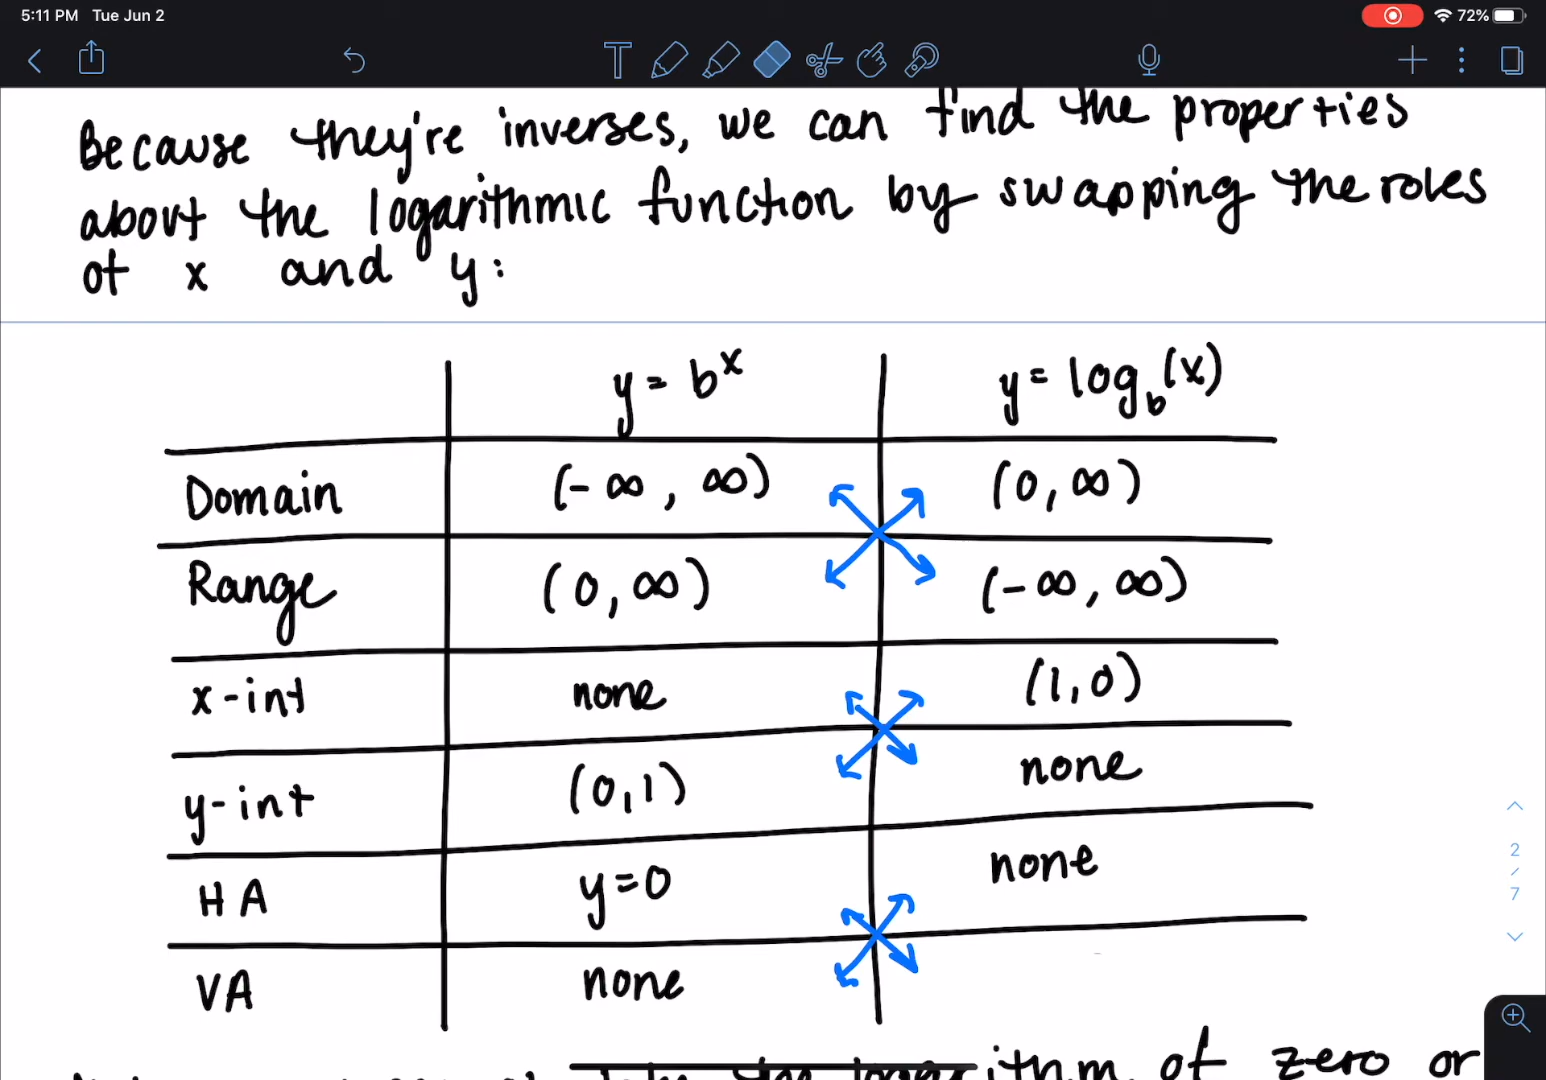 5:11 PM Tue Jun 2
72%
Because they're inverses, we can find the properties
about the logarithmic function by swapping the roles
of x and y:
y = b^x y = log_b(x)
Domain (-∞, ∞) (0, ∞)
Range (0, ∞) (-∞, ∞)
x-int none (1,0)
y-int (0,1) none
HA y=0 none
VA none
2/7
of zero or